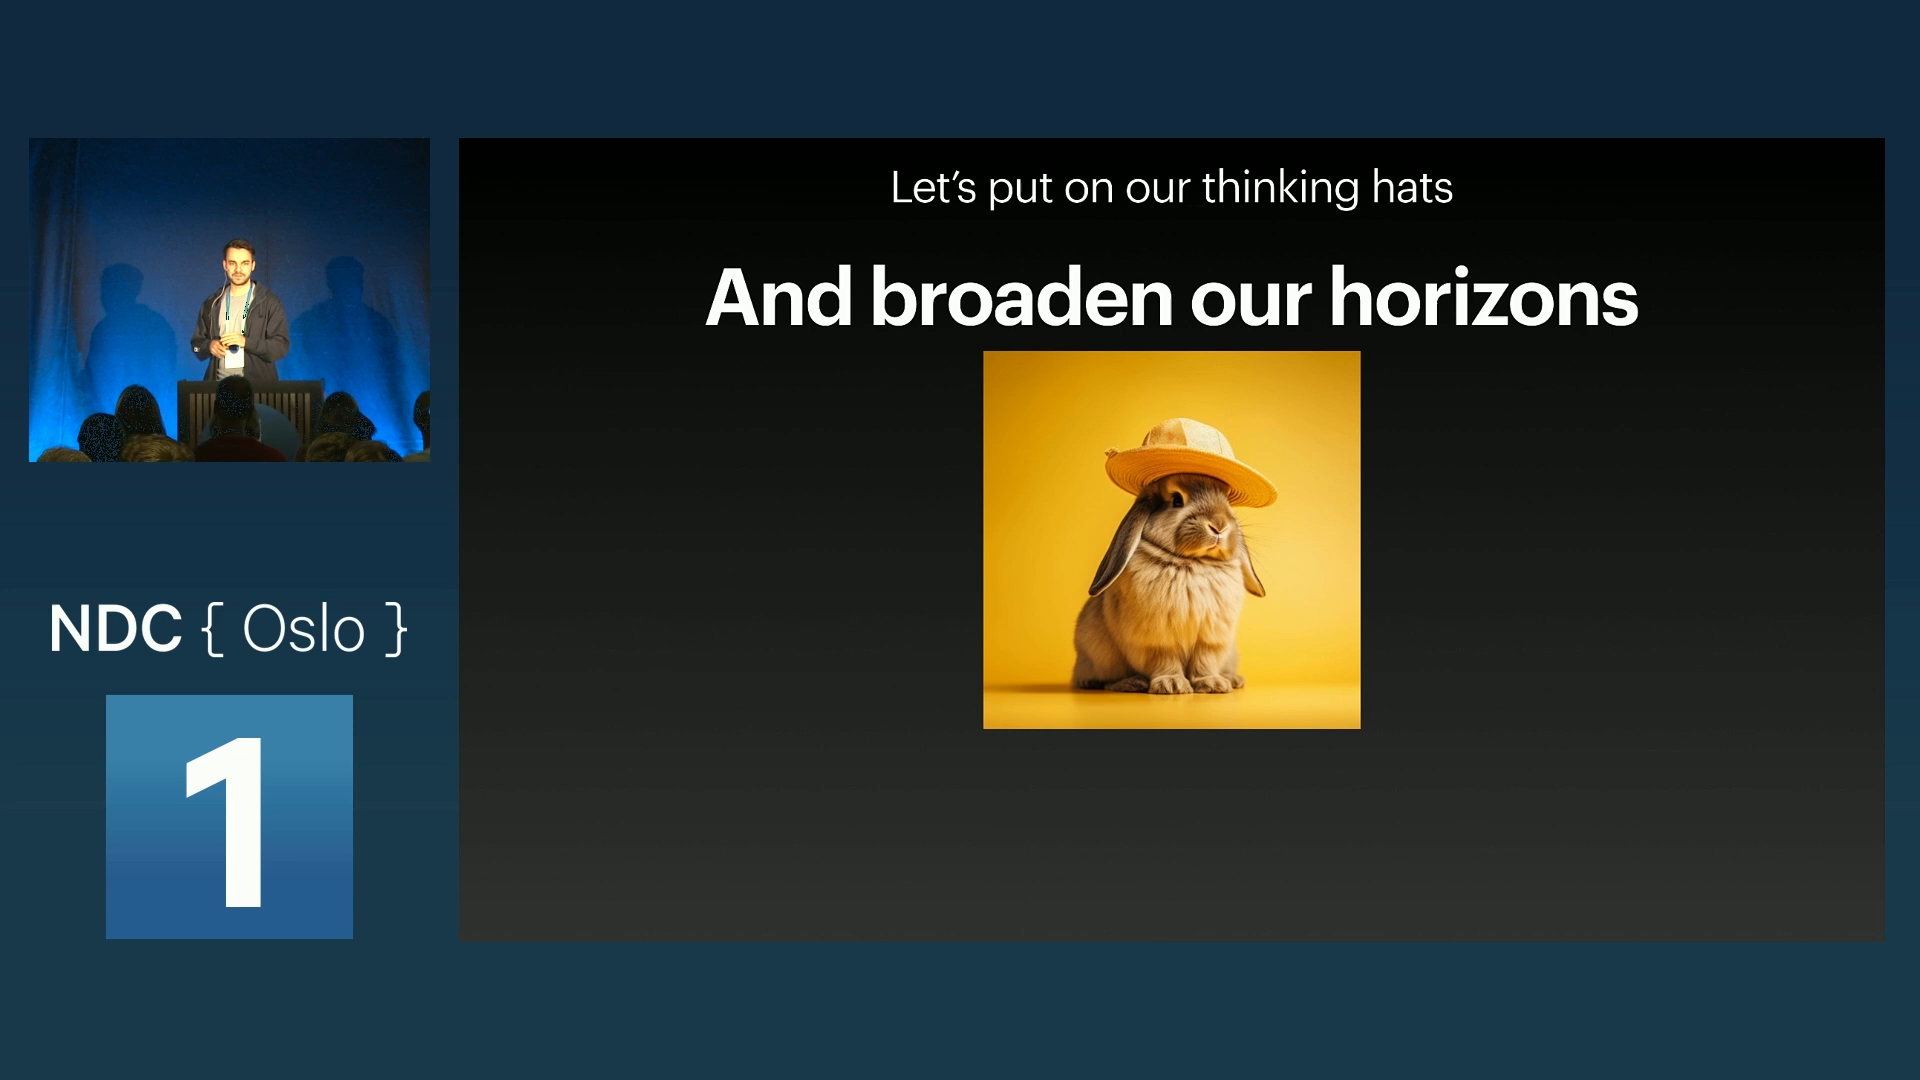 Let’s put on our thinking hats
And broaden our horizons
NDC { Oslo }
1